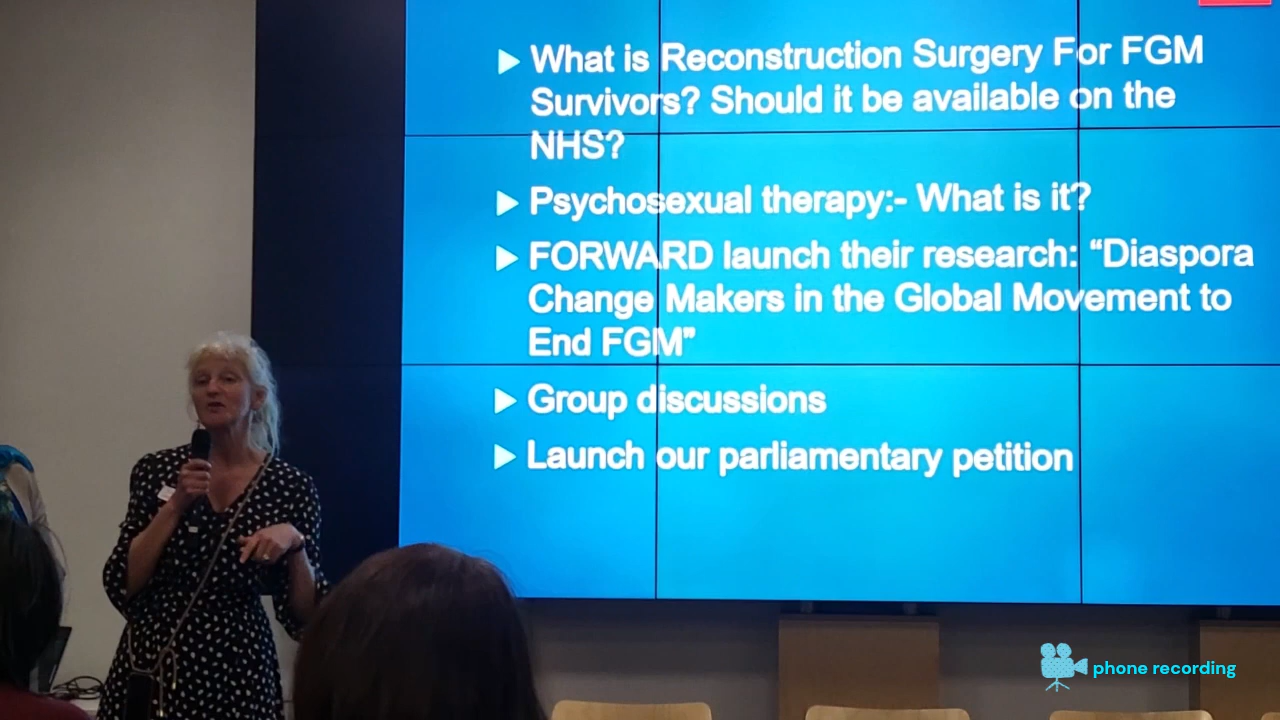 What is Reconstruction Surgery For FGM
Survivors? Should it be available on the
NHS?
Psychosexual therapy:- What is it?
FORWARD launch their research: “Diaspora
Change Makers in the Global Movement to
End FGM”
Group discussions
Launch our parliamentary petition
phone recording